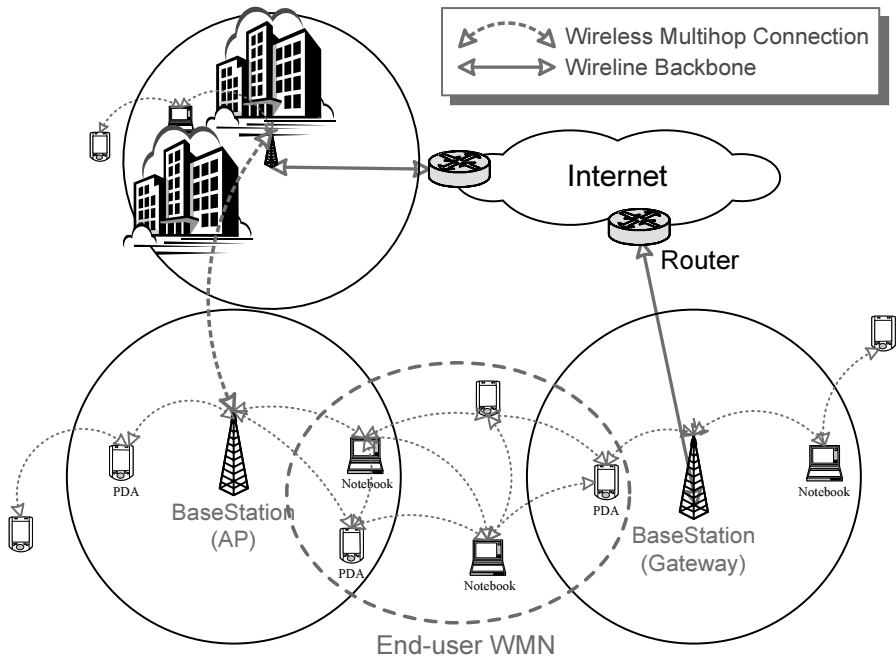 Wireless Multihop Connection
Wireline Backbone
Internet
Router
PDA
BaseStation
(AP)
Notebook
PDA
Notebook
PDA
BaseStation
(Gateway)
Notebook
End-user WMN